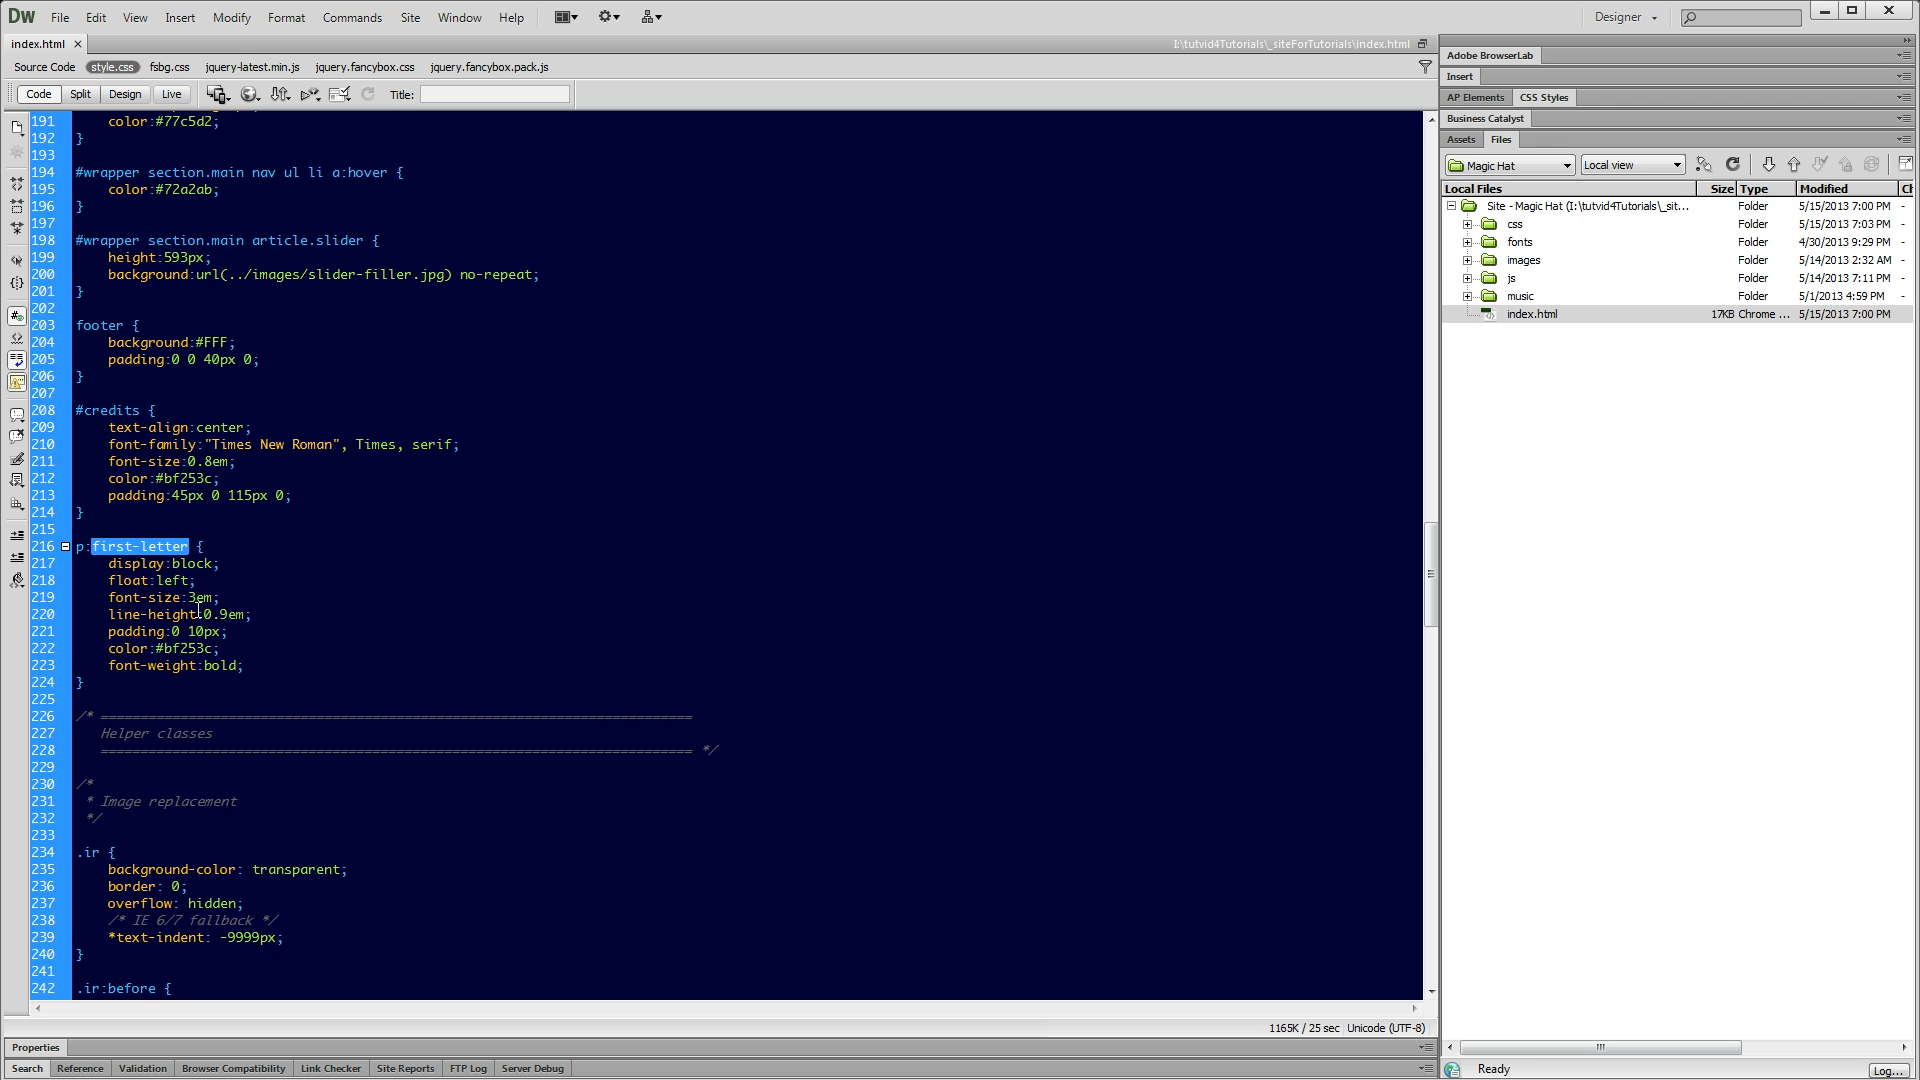 Dw File Edit View Insert Modify Format Commands Site Window Help Designer
index.html I:\tutvid4Tutorials\_siteForTutorials\index.html
Source Code style.css fsbg.css jquery-latest.min.js jquery.fancybox.css jquery.fancybox.pack.js
Code Split Design Live Title:
191 color:#77c5d2;
192 }
193
194 #wrapper section.main nav ul li a:hover {
195 color:#72a2ab;
196 }
197
198 #wrapper section.main article.slider {
199 height:593px;
200 background:url(../images/slider-filler.jpg) no-repeat;
201 }
202
203 footer {
204 background:#FFF;
205 padding:0 0 40px 0;
206 }
207
208 #credits {
209 text-align:center;
210 font-family:"Times New Roman", Times, serif;
211 font-size:0.8em;
212 color:#bf253c;
213 padding:45px 0 115px 0;
214 }
215
216 p:first-letter {
217 display:block;
218 float:left;
219 font-size:3em;
220 line-height:0.9em;
221 padding:0 10px;
222 color:#bf253c;
223 font-weight:bold;
224 }
225
226 /* ==========================================================================
227 Helper classes
228 ========================================================================== */
229
230 /*
231 * Image replacement
232 */
233
234 .ir {
235 background-color: transparent;
236 border: 0;
237 overflow: hidden;
238 /* IE 6/7 fallback */
239 *text-indent: -9999px;
240 }
241
242 .ir:before {
1165K / 25 sec Unicode (UTF-8)
Properties
Search Reference Validation Browser Compatibility Link Checker Site Reports FTP Log Server Debug
Adobe BrowserLab
Insert
AP Elements CSS Styles
Business Catalyst
Assets Files
Magic Hat Local view
Local Files Size Type Modified
Site - Magic Hat (I:\tutvid4Tutorials\_sit... Folder 5/15/2013 7:00 PM -
css Folder 5/15/2013 7:03 PM -
fonts Folder 4/30/2013 9:29 PM -
images Folder 5/14/2013 2:32 AM -
js Folder 5/14/2013 7:11 PM -
music Folder 5/1/2013 4:59 PM -
index.html 17KB Chrome ... 5/15/2013 7:00 PM
Ready Log...